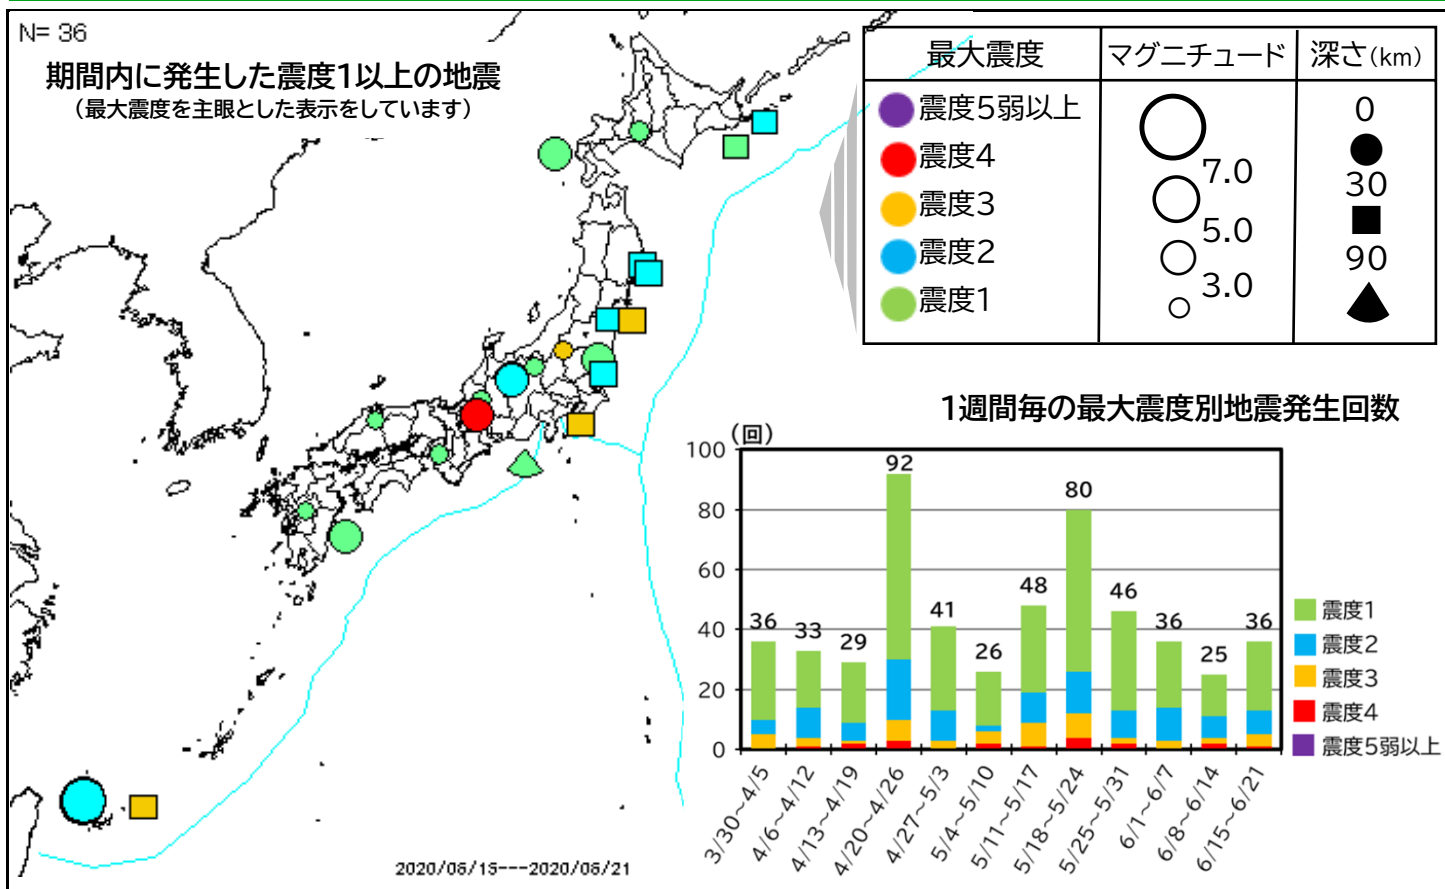 N= 36
期間内に発生した震度1以上の地震
（最大震度を主眼とした表示をしています）
最大震度 マグニチュード 深さ(km)
震度5弱以上
震度4
震度3
震度2
震度1
7.0
5.0
3.0
0
30
90
1週間毎の最大震度別地震発生回数
(回)
100
80
60
40
20
0
36 33 29 92 41 26 48 80 46 36 25 36
3/30～4/5
4/6～4/12
4/13～4/19
4/20～4/26
4/27～5/3
5/4～5/10
5/11～5/17
5/18～5/24
5/25～5/31
6/1～6/7
6/8～6/14
6/15～6/21
震度1
震度2
震度3
震度4
震度5弱以上
2020/06/15---2020/06/21